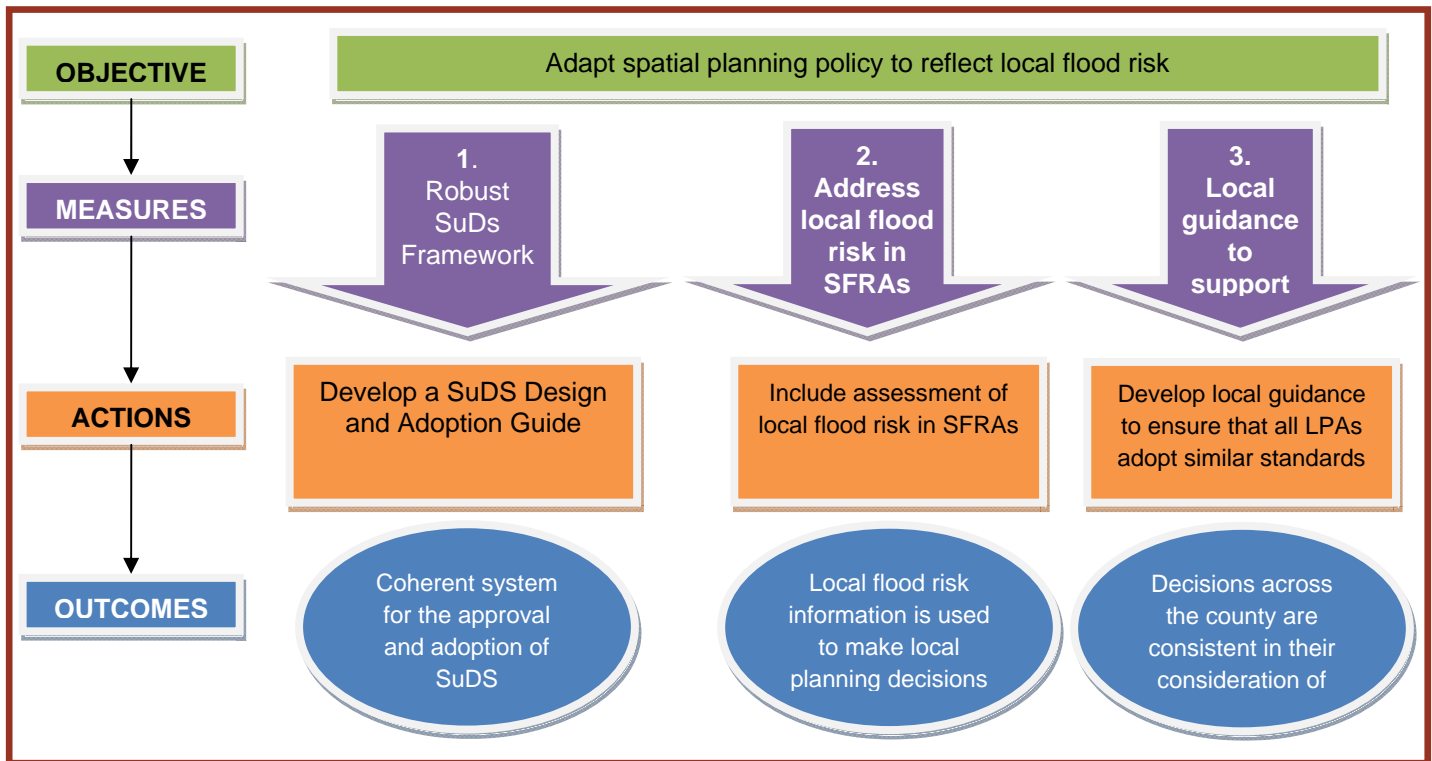 OBJECTIVE
Adapt spatial planning policy to reflect local flood risk
MEASURES
1.
Robust
SuDs
Framework
2.
Address
local flood
risk in
SFRAs
3.
Local
guidance
to
support
ACTIONS
Develop a SuDS Design
and Adoption Guide
Include assessment of
local flood risk in SFRAs
Develop local guidance
to ensure that all LPAs
adopt similar standards
OUTCOMES
Coherent system
for the approval
and adoption of
SuDS
Local flood risk
information is used
to make local
planning decisions
Decisions across
the county are
consistent in their
consideration of